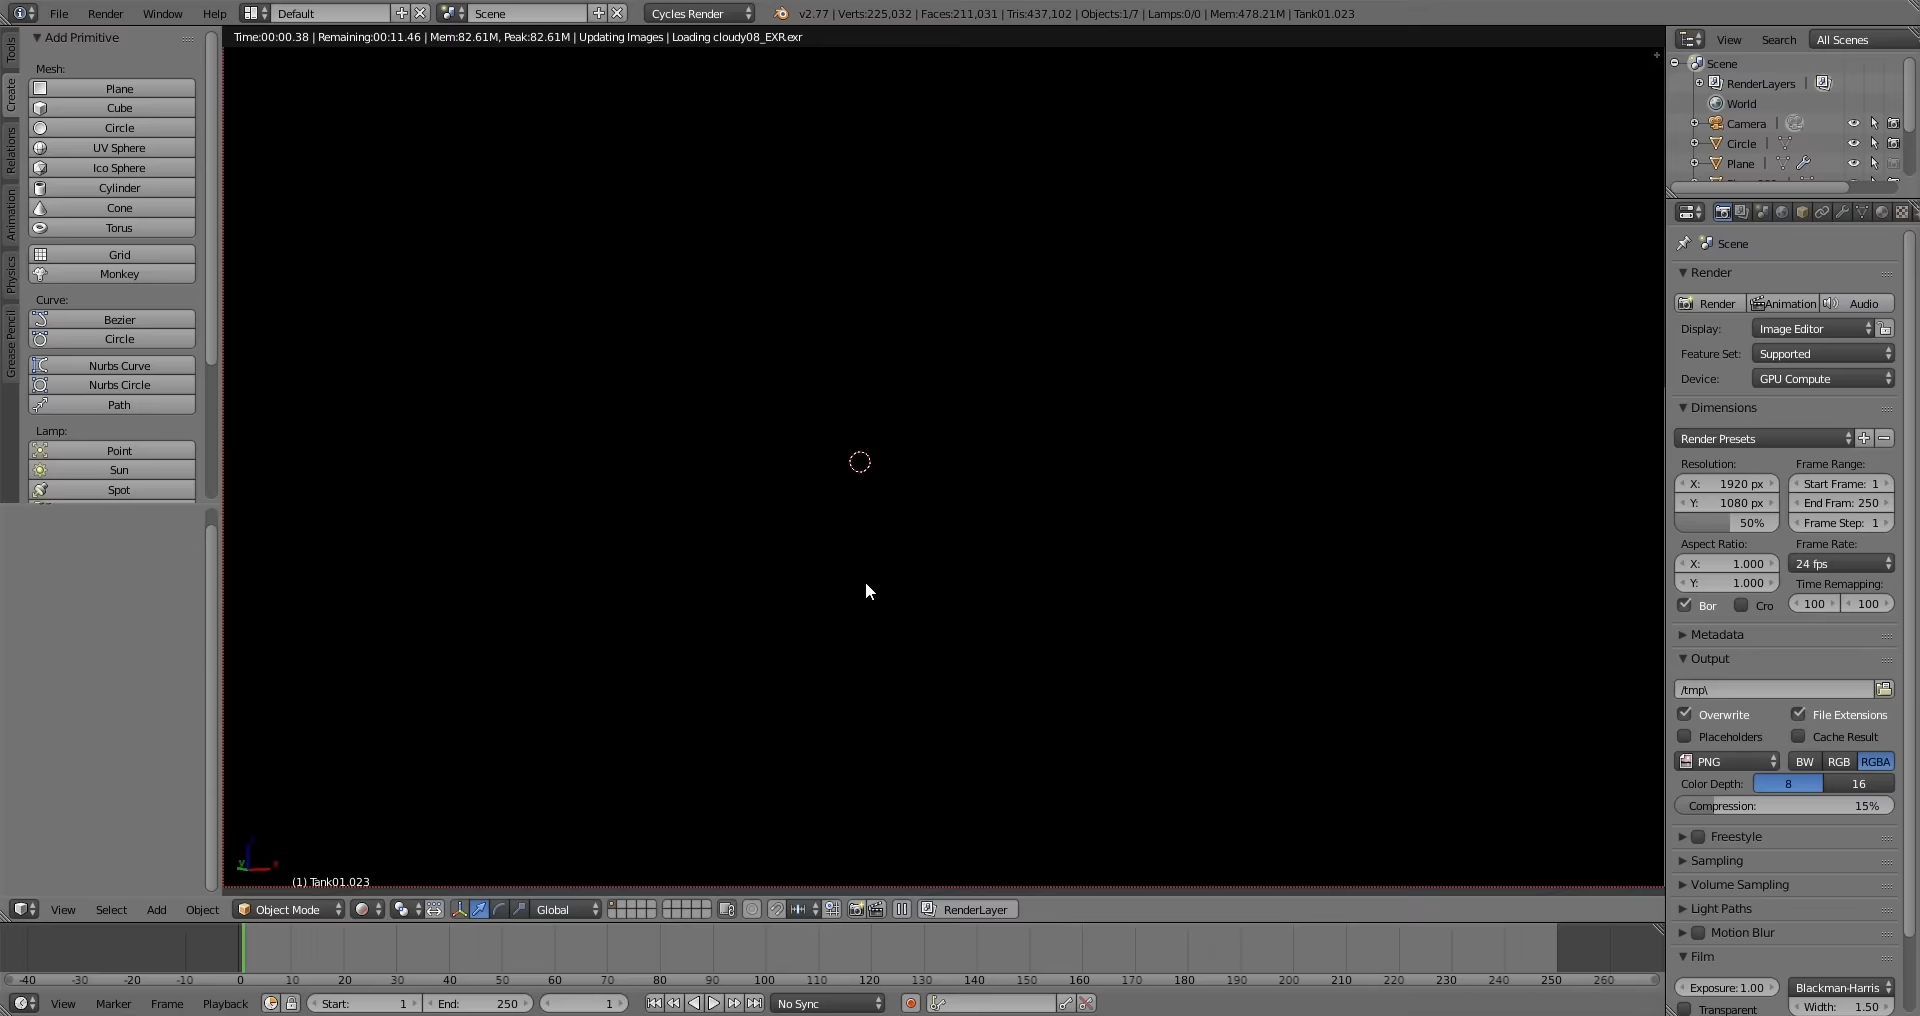 File Render Window Help Default Scene Cycles Render v2.77 | Verts:225,032 | Faces:211,031 | Tris:437,102 | Objects:1/7 | Lamps:0/0 | Mem:478.21M | Tank01.023
Time:00:00.38 | Remaining:00:11.46 | Mem:82.61M, Peak:82.61M | Updating Images | Loading cloudy08_EXR.exr
Tools
Create
Relations
Animation
Physics
Grease Pencil
Add Primitive
Mesh:
Plane
Cube
Circle
UV Sphere
Ico Sphere
Cylinder
Cone
Torus
Grid
Monkey
Curve:
Bezier
Circle
Nurbs Curve
Nurbs Circle
Path
Lamp:
Point
Sun
Spot
(1) Tank01.023
View Select Add Object Object Mode Global RenderLayer
-40 -30 -20 -10 0 10 20 30 40 50 60 70 80 90 100 110 120 130 140 150 160 170 180 190 200 210 220 230 240 250 260
View Marker Frame Playback Start: 1 End: 250 1 No Sync
View Search All Scenes
Scene
RenderLayers |
World
Camera |
Circle |
Plane |
Scene
Render
Render Animation Audio
Display: Image Editor
Feature Set: Supported
Device: GPU Compute
Dimensions
Render Presets
Resolution: Frame Range:
X: 1920 px Start Frame: 1
Y: 1080 px End Fram: 250
50% Frame Step: 1
Aspect Ratio: Frame Rate:
X: 1.000 24 fps
Y: 1.000 Time Remapping:
Bor Cro 100 100
Metadata
Output
/tmp\
Overwrite File Extensions
Placeholders Cache Result
PNG BW RGB RGBA
Color Depth: 8 16
Compression: 15%
Freestyle
Sampling
Volume Sampling
Light Paths
Motion Blur
Film
Exposure: 1.00 Blackman-Harris
Transparent Width: 1.50